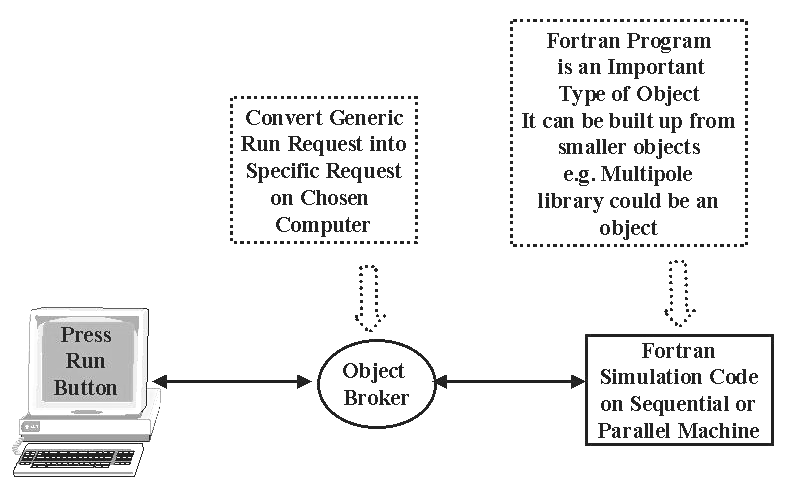 Fortran Program
is an Important
Type of Object
It can be built up from
smaller objects
e.g. Multipole
library could be an
object
Convert Generic
Run Request into
Specific Request
on Chosen
Computer
Press
Run
Button
Object
Broker
Fortran
Simulation Code
on Sequential or
Parallel Machine